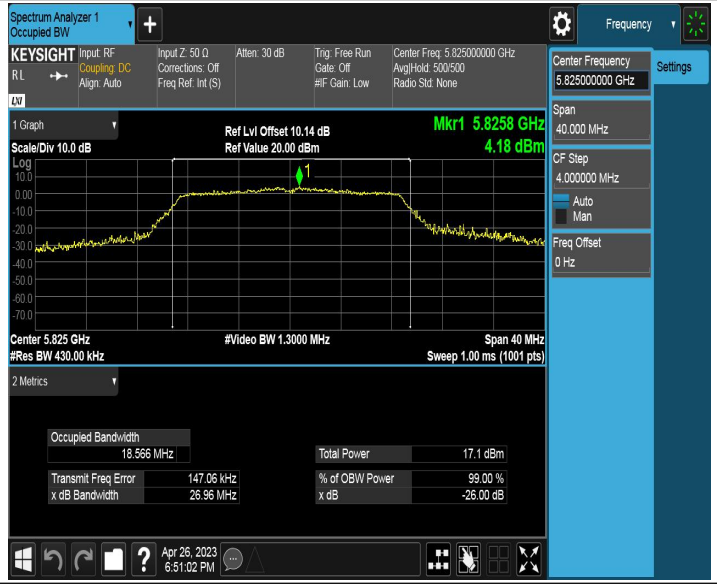 Spectrum Analyzer 1
Occupied BW
▼
+
Frequency
▼
KEYSIGHT
RL
LXI
Input: RF
Coupling: DC
Align: Auto
Input Z: 50 Ω
Corrections: Off
Freq Ref: Int (S)
Atten: 30 dB
Trig: Free Run
Gate: Off
#IF Gain: Low
Center Freq: 5.825000000 GHz
Avg|Hold: 500/500
Radio Std: None
Center Frequency
5.825000000 GHz
Settings
Span
40.000 MHz
CF Step
4.000000 MHz
Auto
Man
Freq Offset
0 Hz
1 Graph
▼
Scale/Div 10.0 dB
Ref Lvl Offset 10.14 dB
Ref Value 20.00 dBm
Mkr1 5.8258 GHz
4.18 dBm
Log
10.0
0.00
-10.0
-20.0
-30.0
-40.0
-50.0
-60.0
-70.0
1
Center 5.825 GHz
#Video BW 1.3000 MHz
Span 40 MHz
#Res BW 430.00 kHz
Sweep 1.00 ms (1001 pts)
2 Metrics
▼
Occupied Bandwidth
18.566 MHz
Total Power 17.1 dBm
Transmit Freq Error 147.06 kHz
% of OBW Power 99.00 %
x dB Bandwidth 26.96 MHz
x dB -26.00 dB
?
Apr 26, 2023
6:51:02 PM